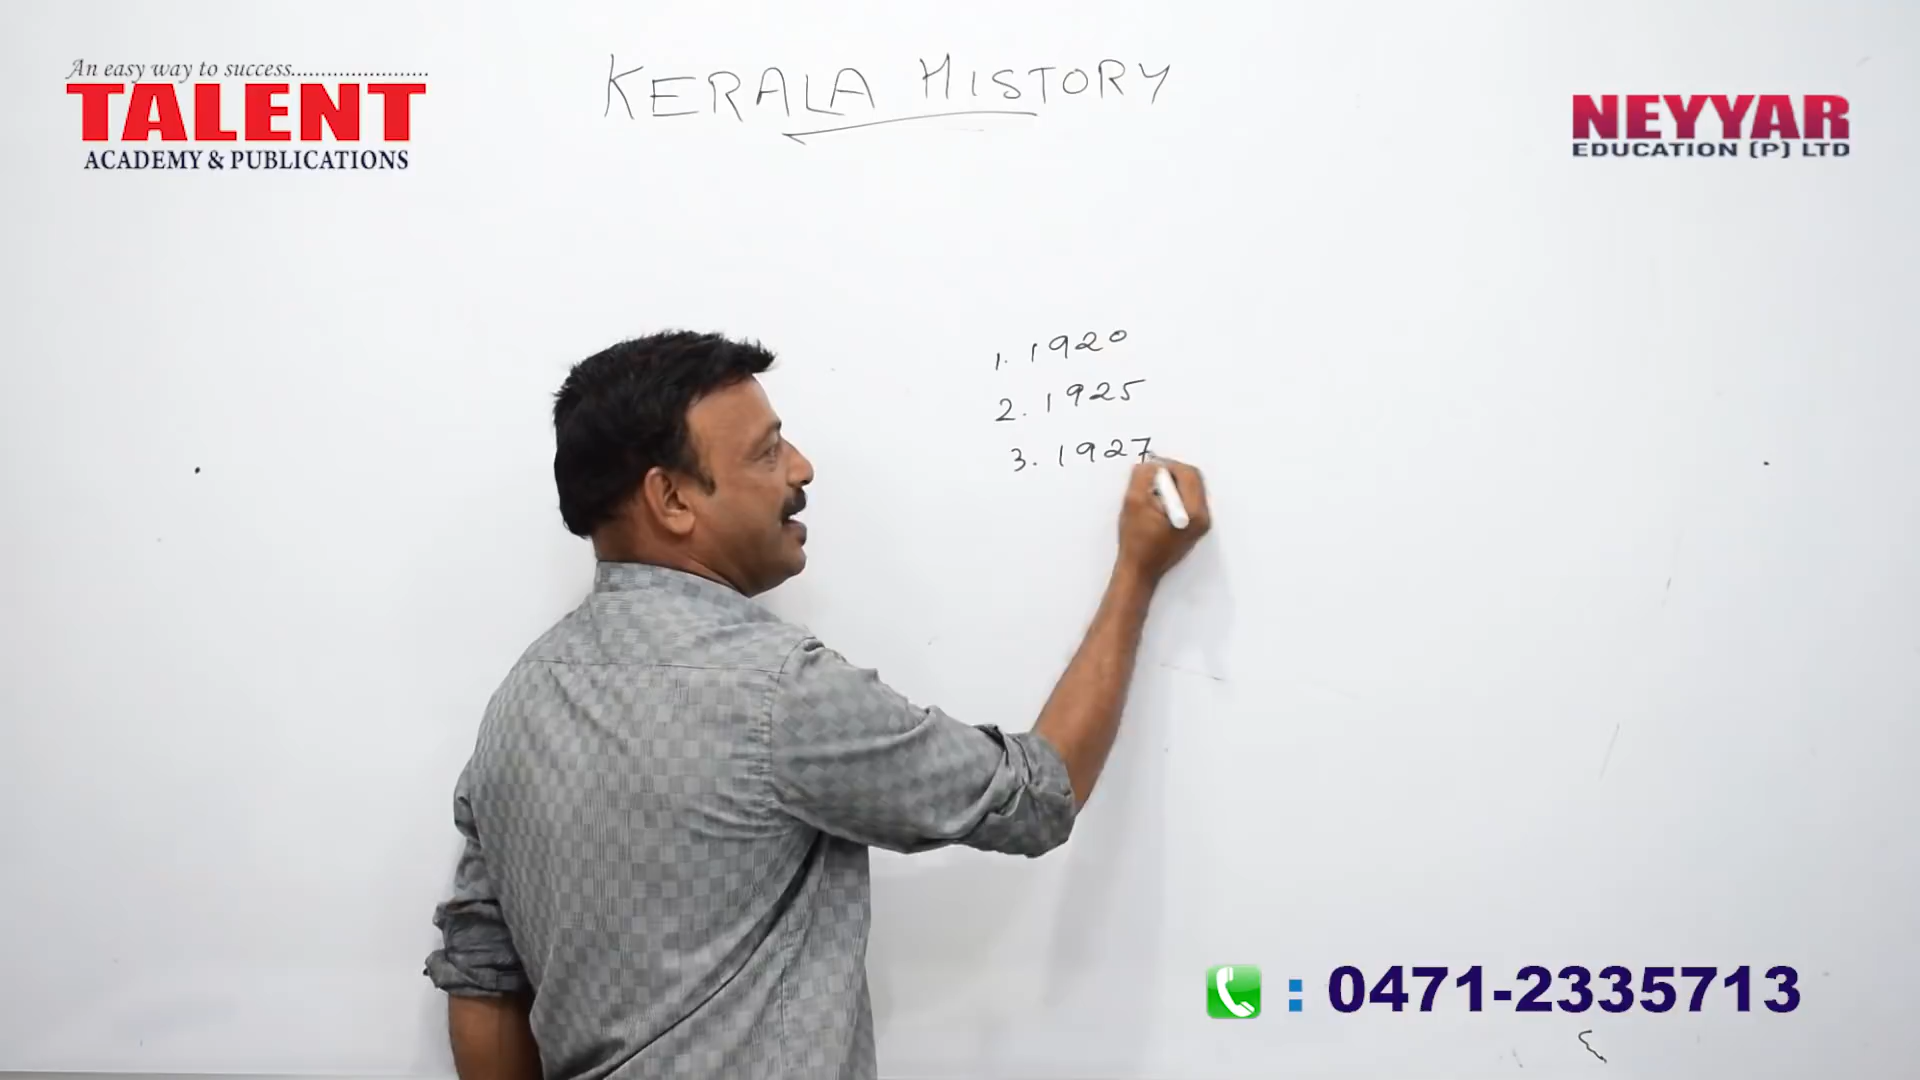 An easy way to success.......................
TALENT
ACADEMY & PUBLICATIONS
KERALA HISTORY
NEYYAR
EDUCATION (P) LTD
1. 1920
2. 1925
3. 1927
: 0471-2335713